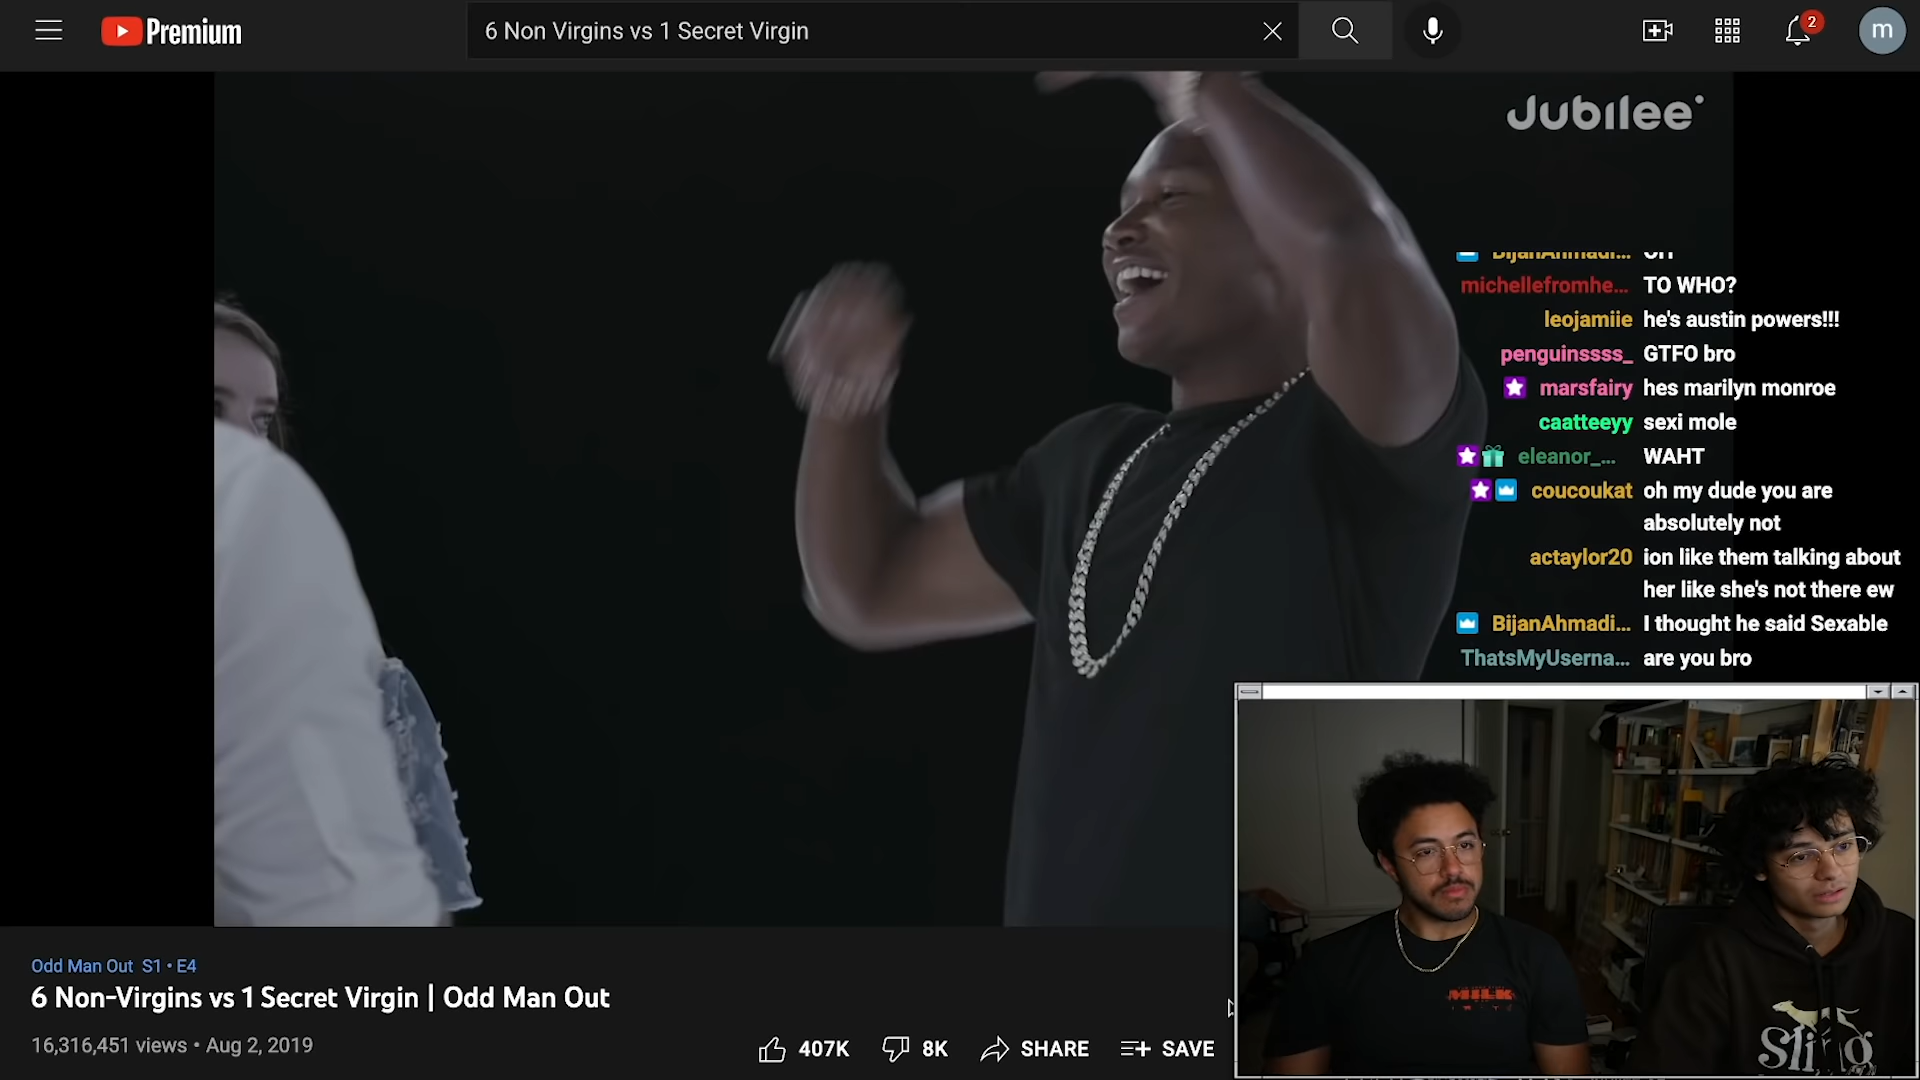 Premium
6 Non Virgins vs 1 Secret Virgin
2
m
Jubilee
michellefromhe... TO WHO?
leojamiie he's austin powers!!!
penguinssss_ GTFO bro
marsfairy hes marilyn monroe
caatteeyy sexi mole
eleanor_... WAHT
coucoukat oh my dude you are
absolutely not
actaylor20 ion like them talking about
her like she's not there ew
BijanAhmadi... I thought he said Sexable
ThatsMyUserna... are you bro
MILK
Odd Man Out S1 • E4
6 Non-Virgins vs 1 Secret Virgin | Odd Man Out
16,316,451 views • Aug 2, 2019
407K
8K
SHARE
SAVE